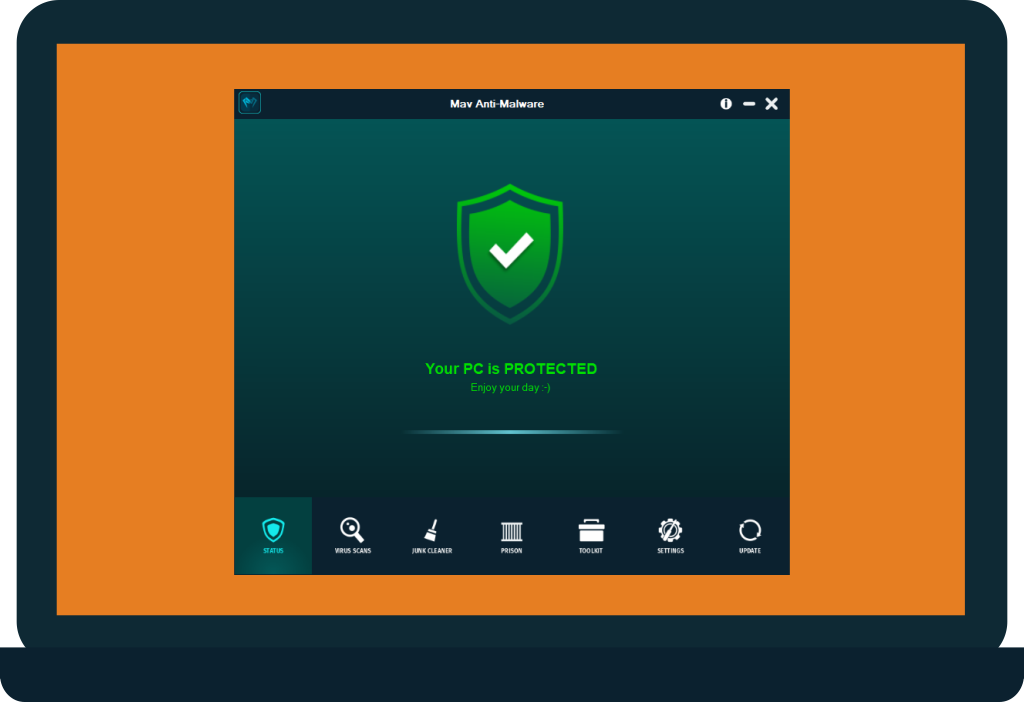 Mav Anti-Malware
Your PC is PROTECTED
Enjoy your day :-)
STATUS
VIRUS SCANS
JUNK CLEANER
PRISON
TOOLKIT
SETTINGS
UPDATE